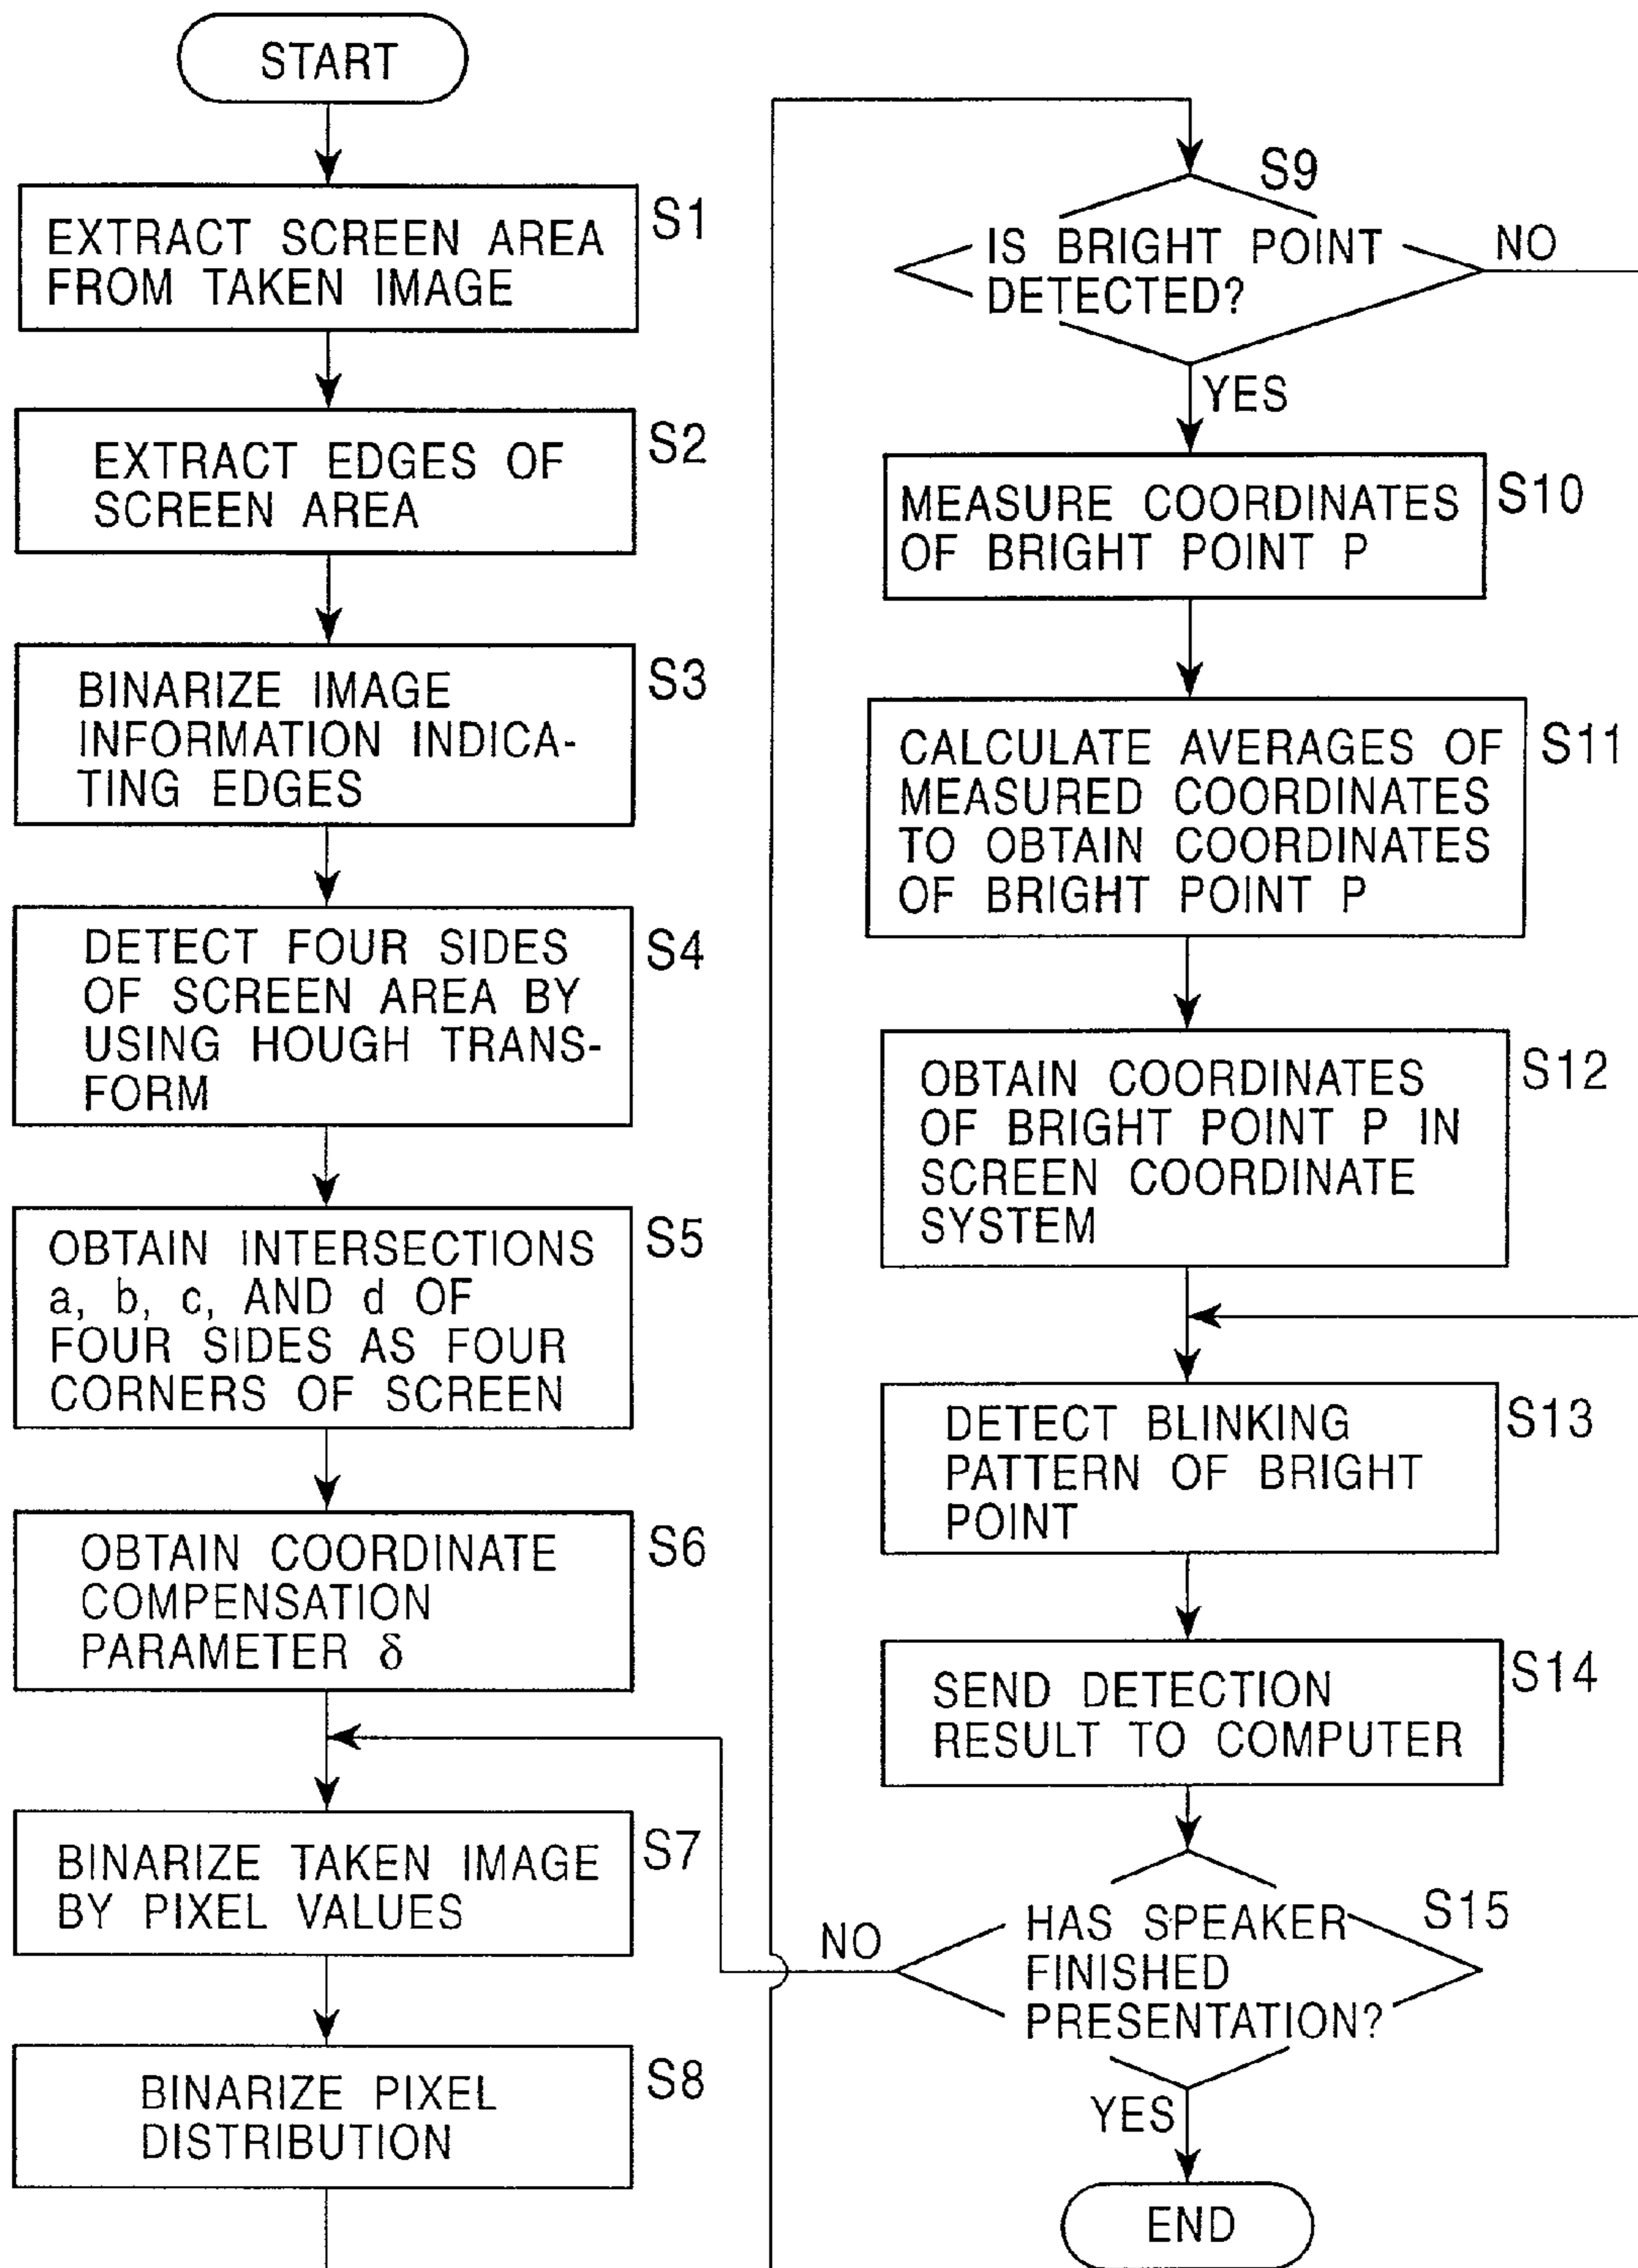 START
S1
EXTRACT SCREEN AREA
FROM TAKEN IMAGE
S2
EXTRACT EDGES OF
SCREEN AREA
S3
BINARIZE IMAGE
INFORMATION INDICA-
TING EDGES
S4
DETECT FOUR SIDES
OF SCREEN AREA BY
USING HOUGH TRANS-
FORM
S5
OBTAIN INTERSECTIONS
a, b, c, AND d OF
FOUR SIDES AS FOUR
CORNERS OF SCREEN
S6
OBTAIN COORDINATE
COMPENSATION
PARAMETER δ
S7
BINARIZE TAKEN IMAGE
BY PIXEL VALUES
S8
BINARIZE PIXEL
DISTRIBUTION
S9
IS BRIGHT POINT
DETECTED?
NO
YES
S10
MEASURE COORDINATES
OF BRIGHT POINT P
S11
CALCULATE AVERAGES OF
MEASURED COORDINATES
TO OBTAIN COORDINATES
OF BRIGHT POINT P
S12
OBTAIN COORDINATES
OF BRIGHT POINT P IN
SCREEN COORDINATE
SYSTEM
S13
DETECT BLINKING
PATTERN OF BRIGHT
POINT
S14
SEND DETECTION
RESULT TO COMPUTER
S15
HAS SPEAKER
FINISHED
PRESENTATION?
NO
YES
END